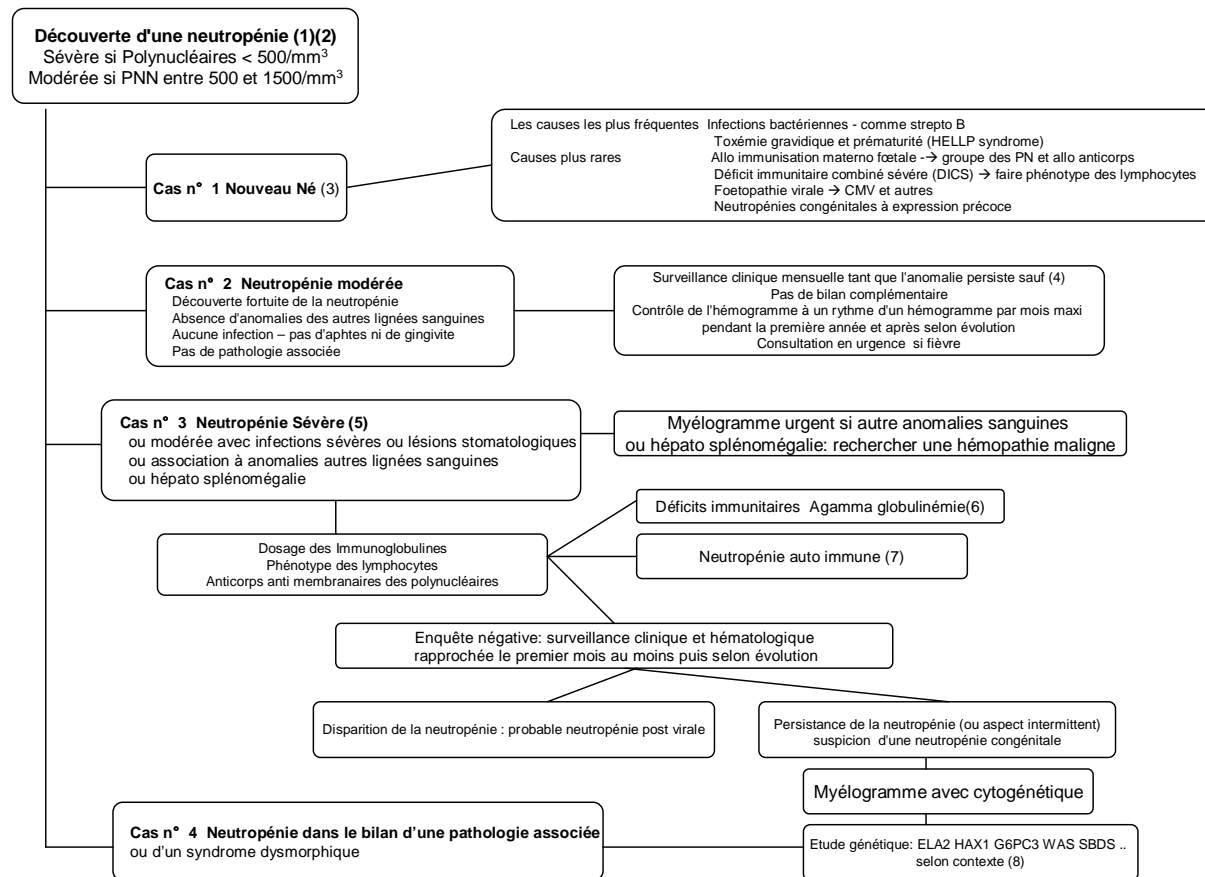 Découverte d'une neutropénie (1)(2)
Sévère si Polynucléaires < 500/mm³
Modérée si PNN entre 500 et 1500/mm³
Cas n° 1 Nouveau Né (3)
Les causes les plus fréquentes Infections bactériennes - comme strepto B
Toxémie gravidique et prématurité (HELLP syndrome)
Causes plus rares Allo immunisation materno fœtale -→ groupe des PN et allo anticorps
Déficit immunitaire combiné sévére (DICS) → faire phénotype des lymphocytes
Foetopathie virale → CMV et autres
Neutropénies congénitales à expression précoce
Cas n° 2 Neutropénie modérée
Découverte fortuite de la neutropénie
Absence d'anomalies des autres lignées sanguines
Aucune infection – pas d'aphtes ni de gingivite
Pas de pathologie associée
Surveillance clinique mensuelle tant que l'anomalie persiste sauf (4)
Pas de bilan complémentaire
Contrôle de l'hémogramme à un rythme d'un hémogramme par mois maxi
pendant la première année et après selon évolution
Consultation en urgence si fièvre
Cas n° 3 Neutropénie Sévère (5)
ou modérée avec infections sévères ou lésions stomatologiques
ou association à anomalies autres lignées sanguines
ou hépato splénomégalie
Myélogramme urgent si autre anomalies sanguines
ou hépato splénomégalie: rechercher une hémopathie maligne
Dosage des Immunoglobulines
Phénotype des lymphocytes
Anticorps anti membranaires des polynucléaires
Déficits immunitaires Agamma globulinémie(6)
Neutropénie auto immune (7)
Enquête négative: surveillance clinique et hématologique
rapprochée le premier mois au moins puis selon évolution
Disparition de la neutropénie : probable neutropénie post virale
Persistance de la neutropénie (ou aspect intermittent)
suspicion d'une neutropénie congénitale
Myélogramme avec cytogénétique
Cas n° 4 Neutropénie dans le bilan d'une pathologie associée
ou d'un syndrome dysmorphique
Etude génétique: ELA2 HAX1 G6PC3 WAS SBDS ..
selon contexte (8)